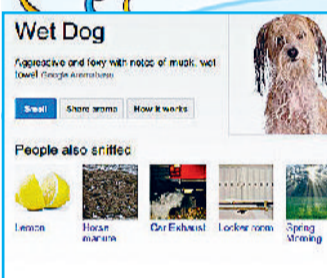 Wet Dog
Aggressive and foxy with notes of musk, wet
towel Google Aromabase
Smell
Share aroma
How it works
People also sniffed
Lemon
Horse
manure
Car Exhaust
Locker room
Spring
Morning